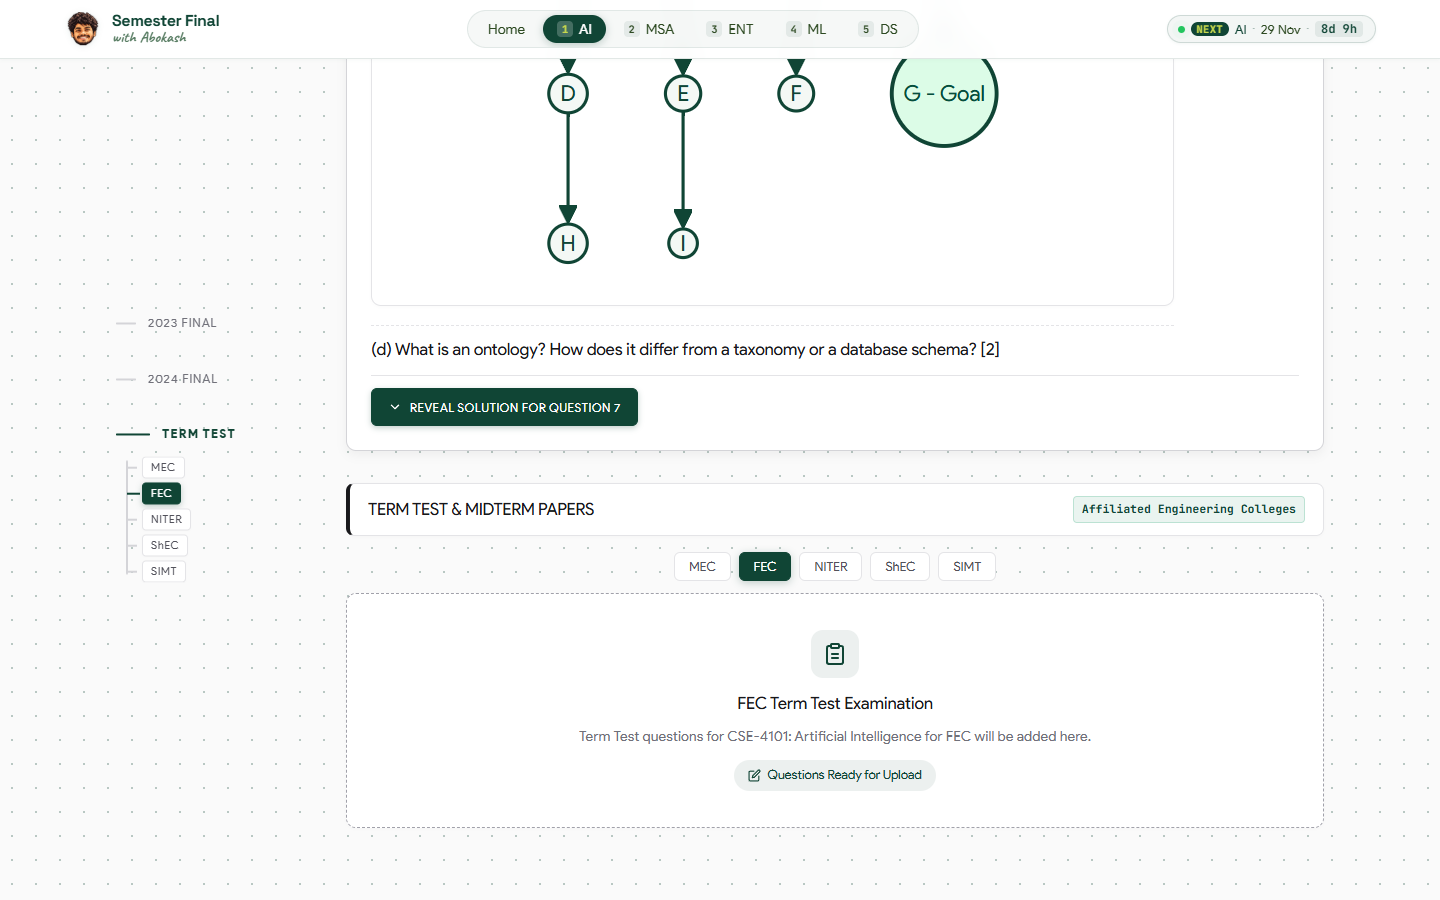 Semester Final
with Abokash
Home
1 AI
2 MSA
3 ENT
4 ML
5 DS
NEXT AI · 29 Nov · 8d 9h
D
E
F
G - Goal
H
I
(d) What is an ontology? How does it differ from a taxonomy or a database schema? [2]
REVEAL SOLUTION FOR QUESTION 7
2023 FINAL
2024 FINAL
TERM TEST
MEC
FEC
NITER
ShEC
SIMT
TERM TEST & MIDTERM PAPERS
Affiliated Engineering Colleges
MEC
FEC
NITER
ShEC
SIMT
FEC Term Test Examination
Term Test questions for CSE-4101: Artificial Intelligence for FEC will be added here.
Questions Ready for Upload